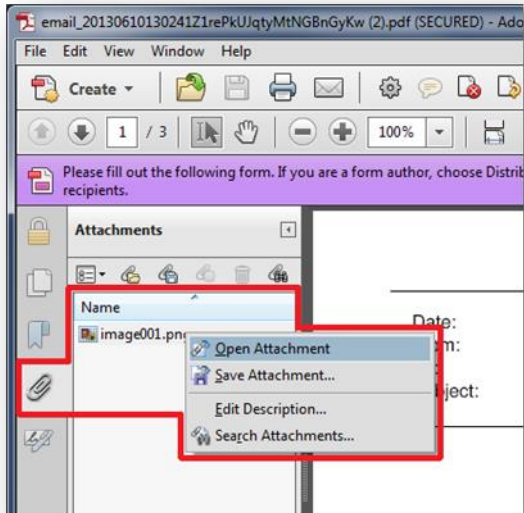 email_20130610130241Z1rePkUJqtyMtNGBnGyKw (2).pdf (SECURED) - Ado
File Edit View Window Help
Create
1 / 3 100%
Please fill out the following form. If you are a form author, choose Distrib
recipients.
Attachments
Name
image001.png
Date:
Open Attachment
Save Attachment...
Edit Description...
Search Attachments...